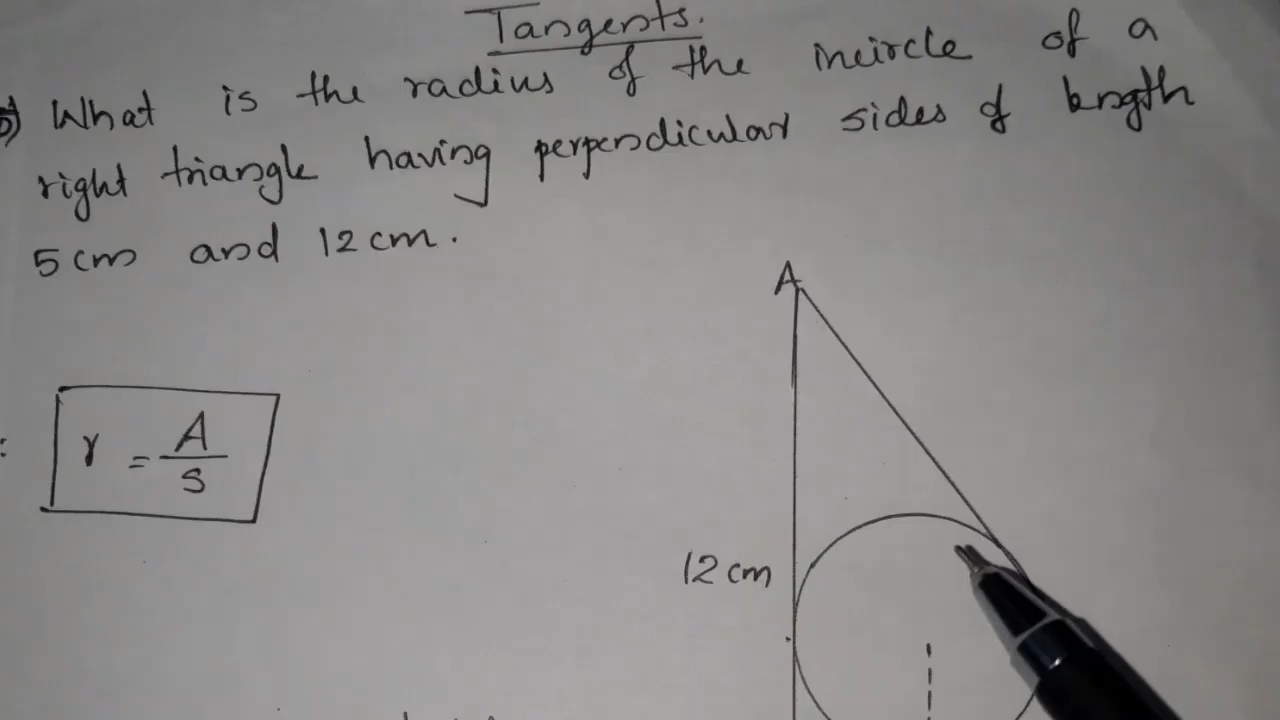 Tangents.
What is the radius of the incircle of a
right triangle having perpendicular sides of length
5 cm and 12 cm.
A
r = A/s
12 cm